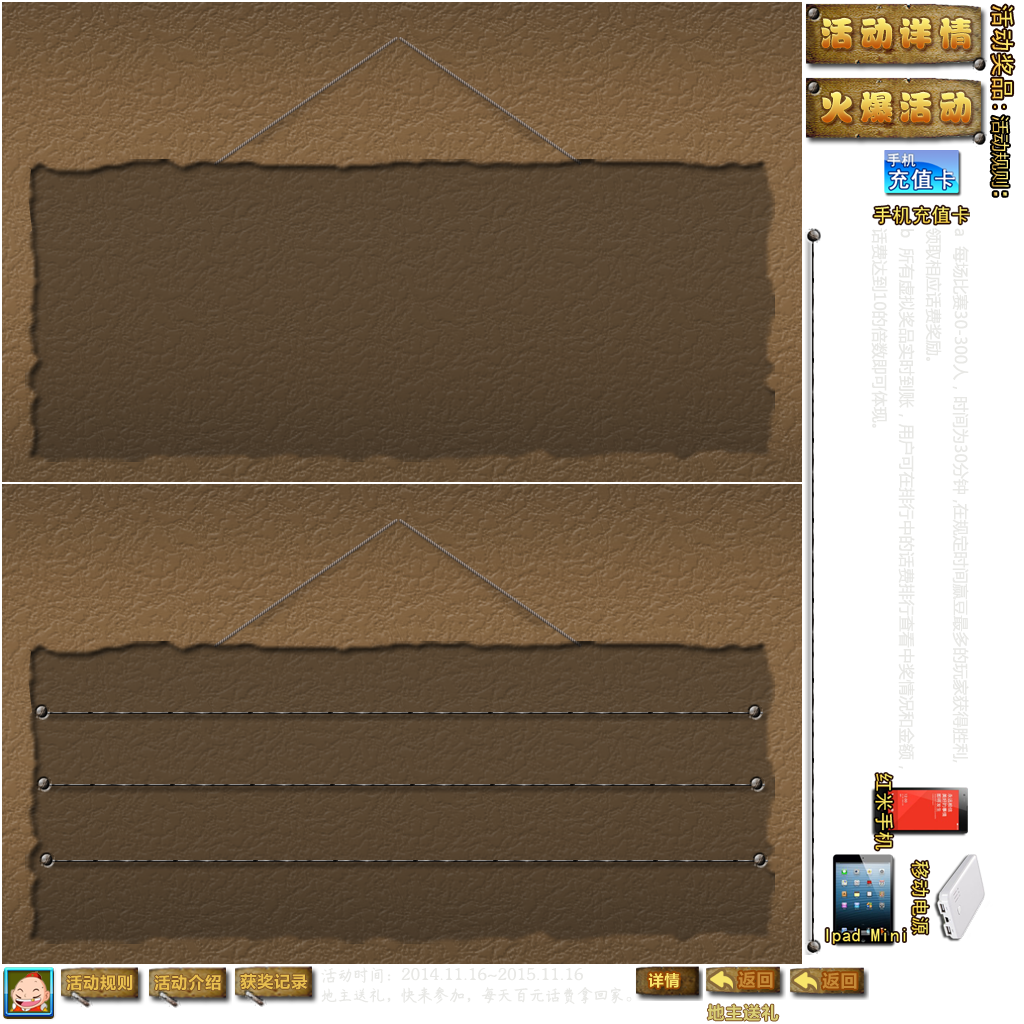 活动详情
火爆活动
活动奖品：
活动规则：
手机
充值卡
手机充值卡
a 每场比赛30-300人，时间为30分钟，在规定时间赢豆最多的玩家获得胜利，
领取相应话费奖励。
b 所有虚拟奖品实时到账，用户可在排行中的话费排行查看中奖情况和金额，
话费达到10的倍数即可体现。
红米手机
移动电源
Ipad Mini
活动规则
活动介绍
获奖记录
活动时间：2014.11.16~2015.11.16
地主送礼，快来参加，每天百元话费拿回家。
详情
返回
返回
地主送礼